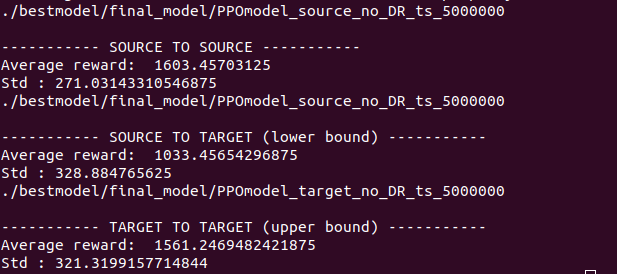 ./bestmodel/final_model/PPOmodel_source_no_DR_ts_5000000
----------- SOURCE TO SOURCE -----------
Average reward:  1603.45703125
Std : 271.03143310546875
./bestmodel/final_model/PPOmodel_source_no_DR_ts_5000000
----------- SOURCE TO TARGET (lower bound) -----------
Average reward:  1033.45654296875
Std : 328.884765625
./bestmodel/final_model/PPOmodel_target_no_DR_ts_5000000
----------- TARGET TO TARGET (upper bound) -----------
Average reward:  1561.2469482421875
Std : 321.3199157714844